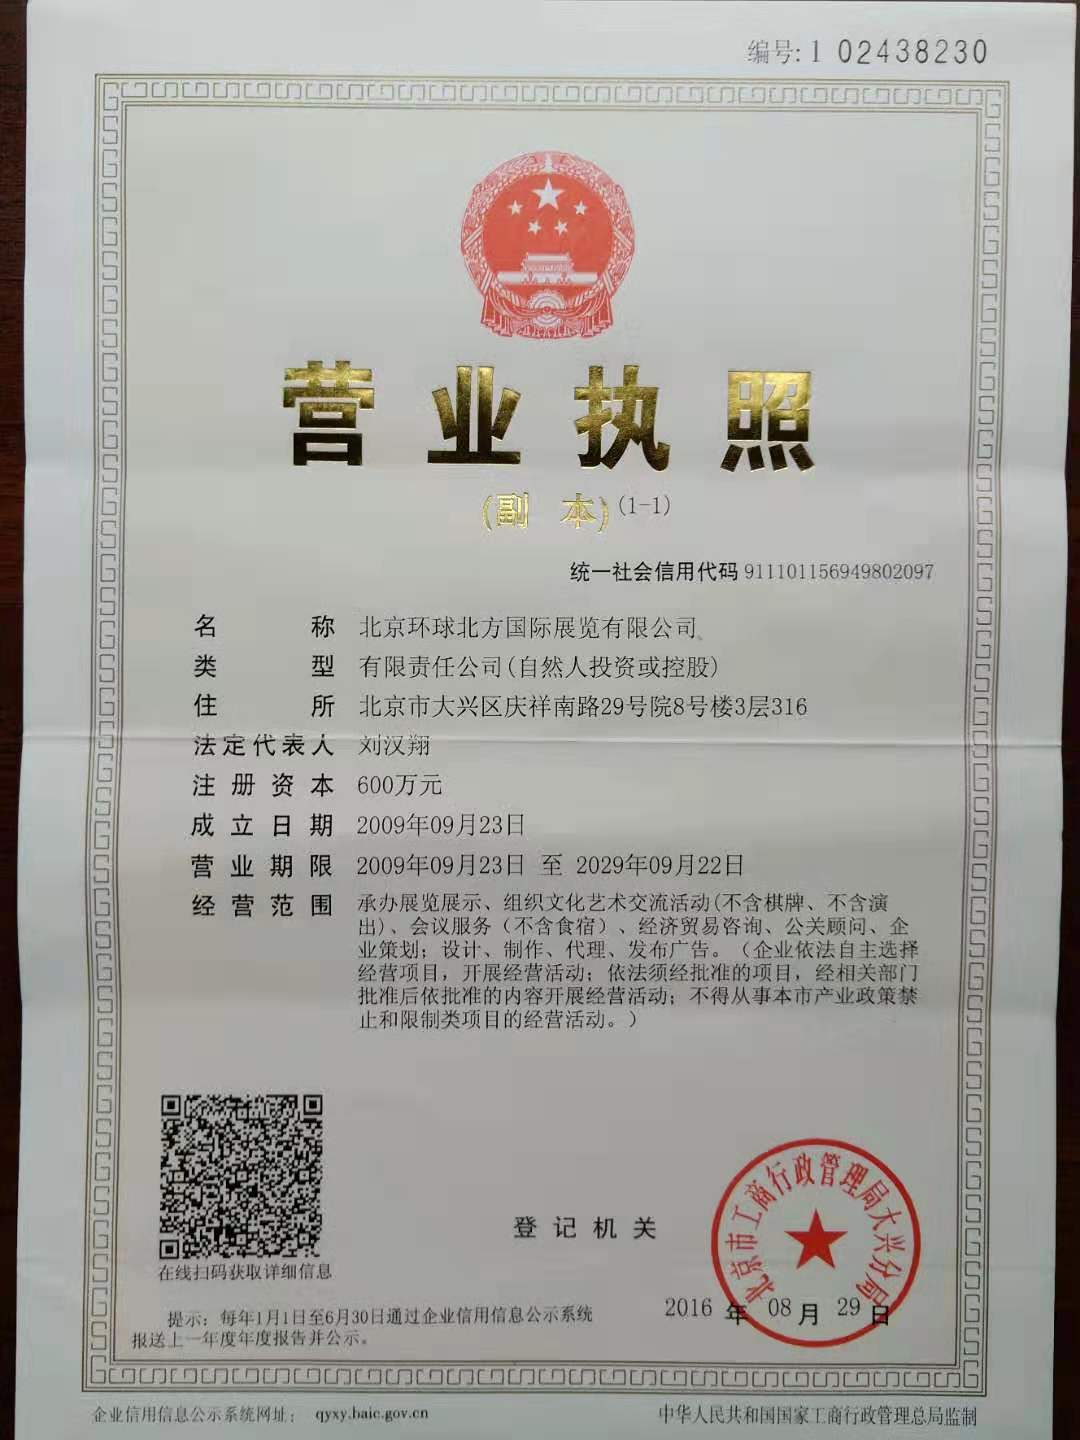 编号: 1 02438230
营业执照
(副 本) (1-1)
统一社会信用代码 911101156949802097
名 称 北京环球北方国际展览有限公司
类 型 有限责任公司(自然人投资或控股)
住 所 北京市大兴区庆祥南路29号院8号楼3层316
法定代表人 刘汉翔
注 册 资 本 600万元
成 立 日 期 2009年09月23日
营 业 期 限 2009年09月23日 至 2029年09月22日
经 营 范 围 承办展览展示、组织文化艺术交流活动(不含棋牌、不含演
出)、会议服务（不含食宿）、经济贸易咨询、公关顾问、企
业策划；设计、制作、代理、发布广告。（企业依法自主选择
经营项目，开展经营活动；依法须经批准的项目，经相关部门
批准后依批准的内容开展经营活动；不得从事本市产业政策禁
止和限制类项目的经营活动。）
在线扫码获取详细信息
登 记 机 关
北京市工商行政管理局大兴分局
2016 年 08 月 29 日
提示：每年1月1日至6月30日通过企业信用信息公示系统
报送上一年度年度报告并公示。
企业信用信息公示系统网址： qyxy.baic.gov.cn
中华人民共和国国家工商行政管理总局监制